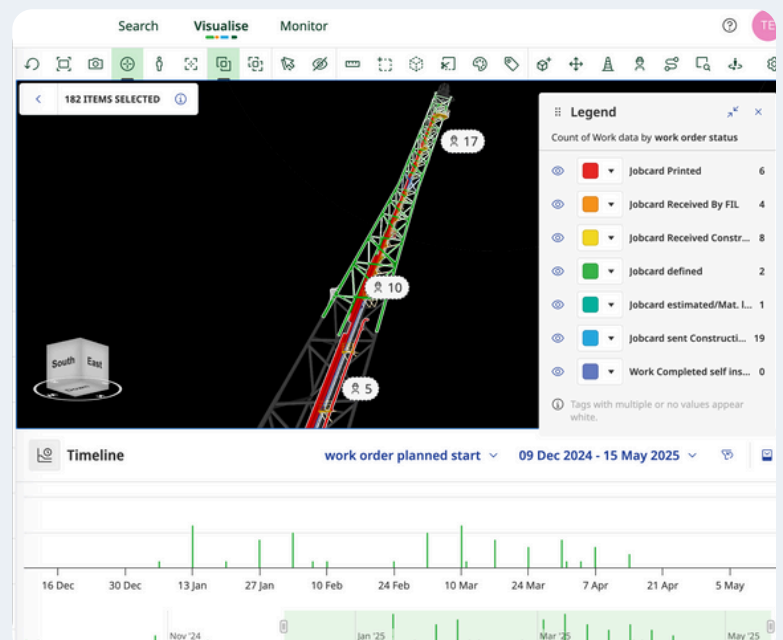 Search Visualise Monitor
TE
182 ITEMS SELECTED
17
10
5
South East
Legend
Count of Work data by work order status
Jobcard Printed 6
Jobcard Received By FIL 4
Jobcard Received Constr... 8
Jobcard defined 2
Jobcard estimated/Mat. l... 1
Jobcard sent Constructi... 19
Work Completed self ins... 0
Tags with multiple or no values appear
white.
Timeline work order planned start 09 Dec 2024 - 15 May 2025
16 Dec 30 Dec 13 Jan 27 Jan 10 Feb 24 Feb 10 Mar 24 Mar 7 Apr 21 Apr 5 May
Nov '24 Jan '25 Mar '25 May '25